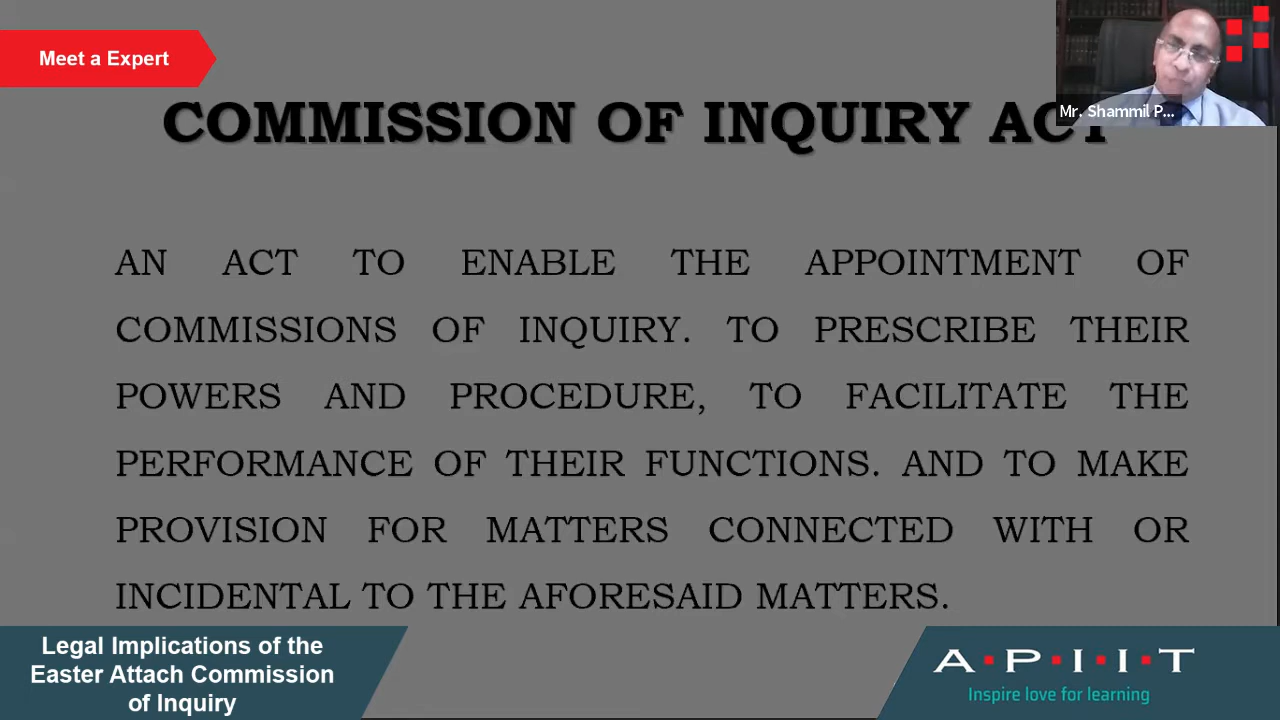 Meet a Expert
Mr. Shammil P...
COMMISSION OF INQUIRY ACT
AN ACT TO ENABLE THE APPOINTMENT OF
COMMISSIONS OF INQUIRY. TO PRESCRIBE THEIR
POWERS AND PROCEDURE, TO FACILITATE THE
PERFORMANCE OF THEIR FUNCTIONS. AND TO MAKE
PROVISION FOR MATTERS CONNECTED WITH OR
INCIDENTAL TO THE AFORESAID MATTERS.
Legal Implications of the
Easter Attach Commission
of Inquiry
A·P·I·I·T
Inspire love for learning